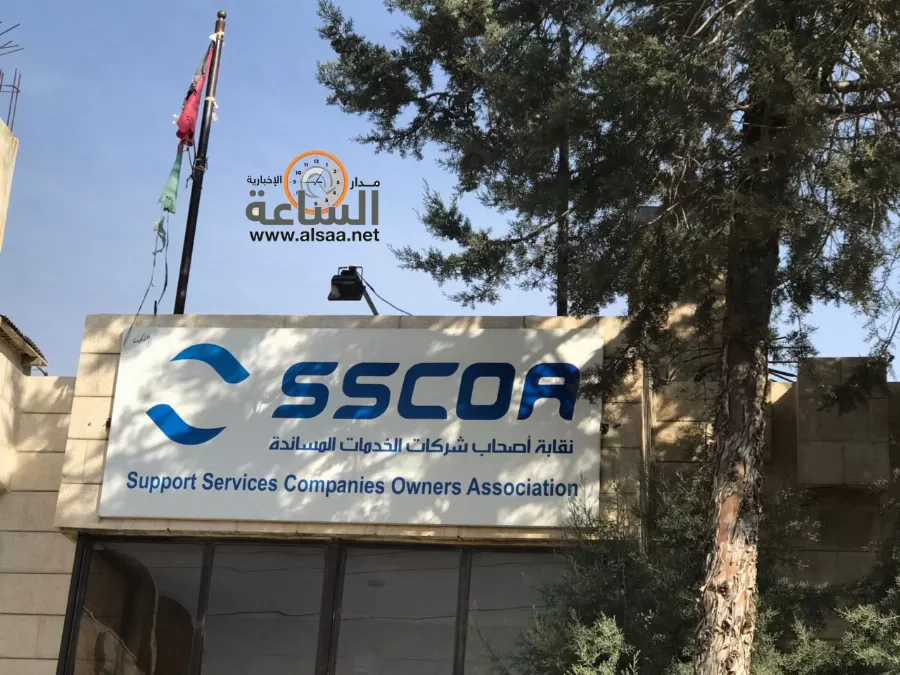 مدار الإخبارية
الساعة
www.alsaa.net
SSCOA
نقابة أصحاب شركات الخدمات المساندة
Support Services Companies Owners Association